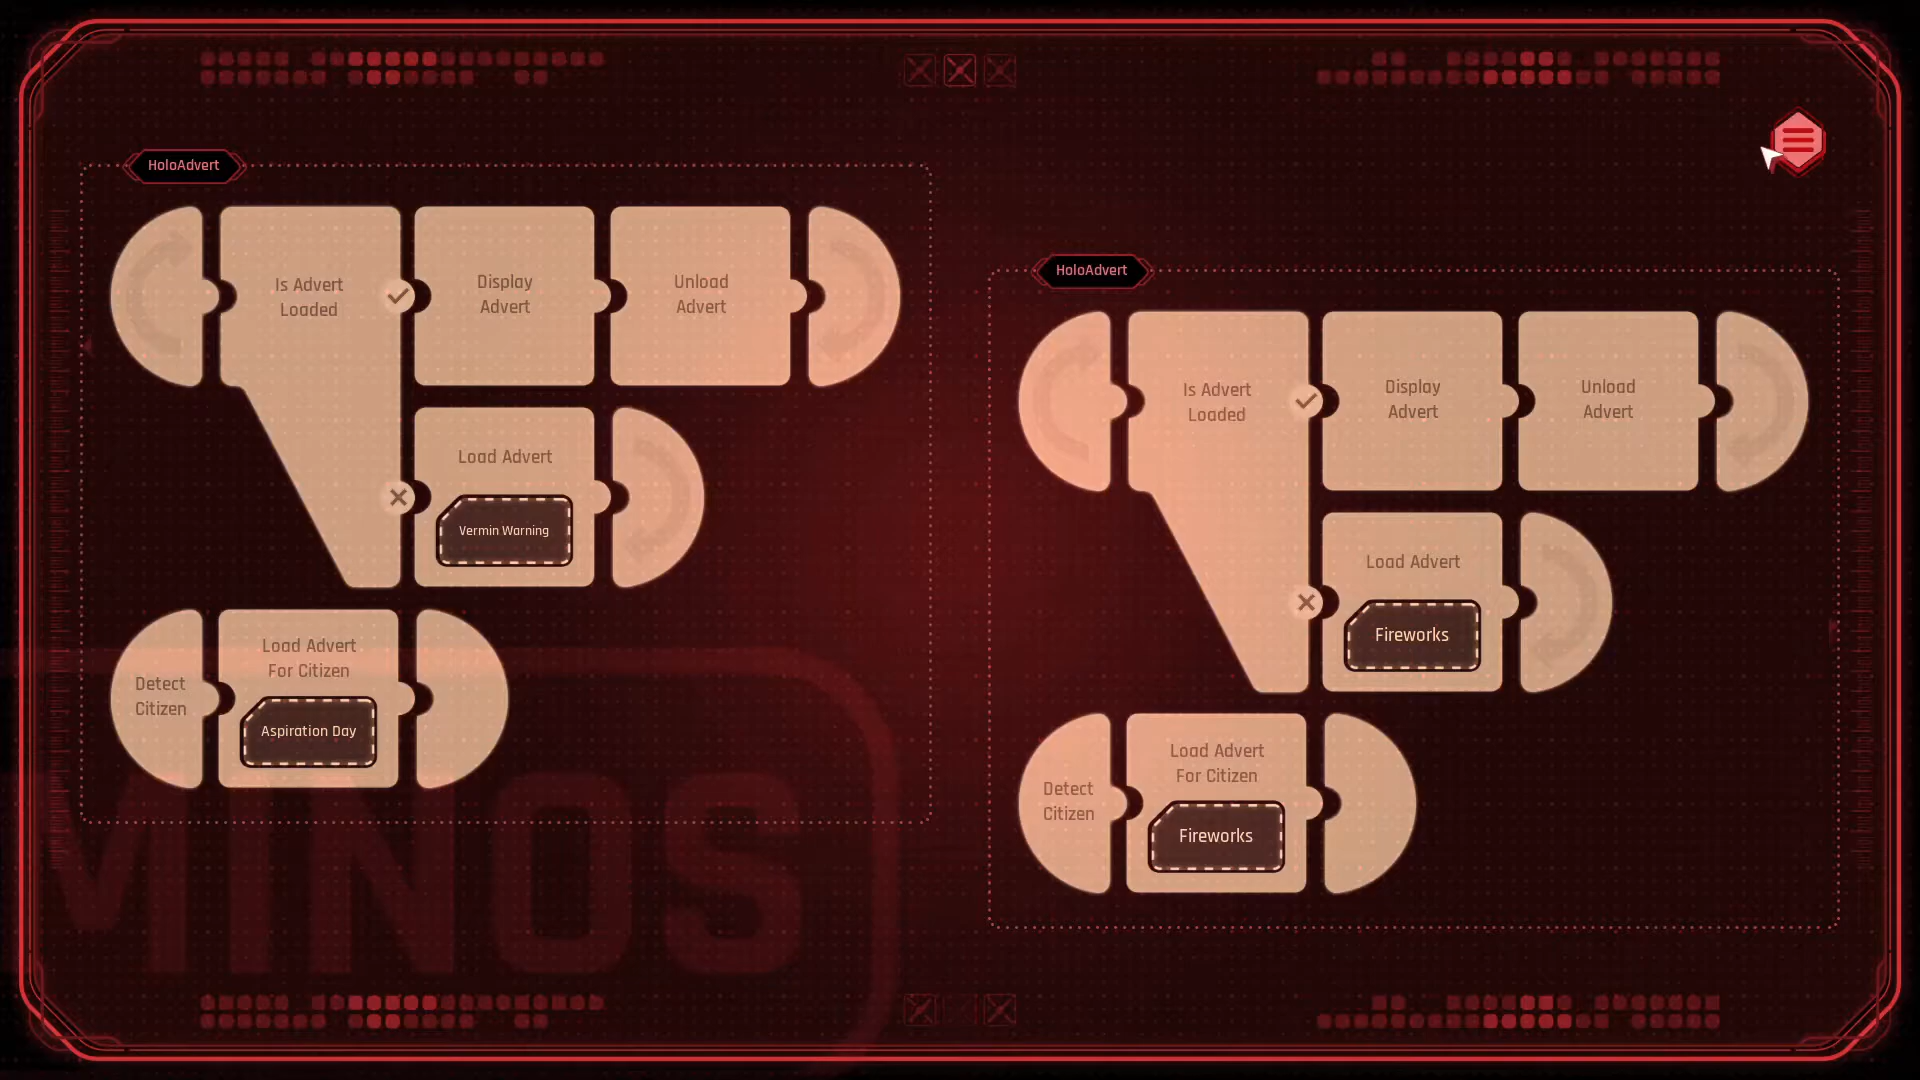 HoloAdvert
Is Advert
Loaded
Display
Advert
Unload
Advert
Load Advert
Vermin Warning
Detect
Citizen
Load Advert
For Citizen
Aspiration Day
HoloAdvert
Is Advert
Loaded
Display
Advert
Unload
Advert
Load Advert
Fireworks
Detect
Citizen
Load Advert
For Citizen
Fireworks
MINOS